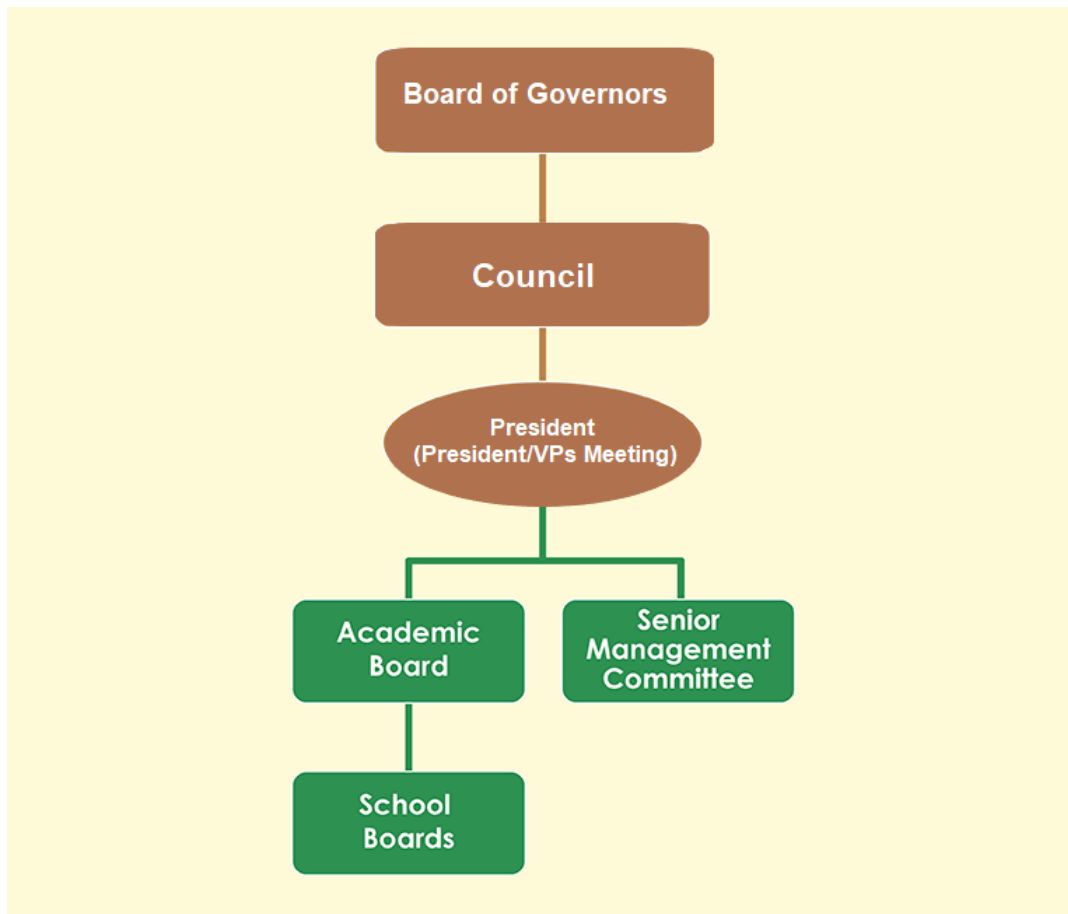 Board of Governors
Council
President
(President/VPs Meeting)
Academic
Board
Senior
Management
Committee
School
Boards